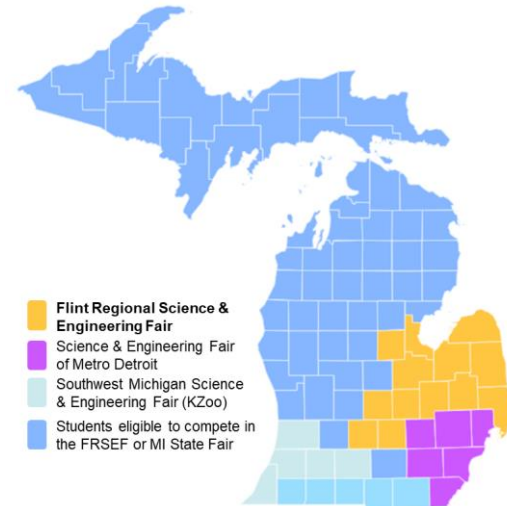 Flint Regional Science &
Engineering Fair
Science & Engineering Fair
of Metro Detroit
Southwest Michigan Science
& Engineering Fair (KZoo)
Students eligible to compete in
the FRSEF or MI State Fair